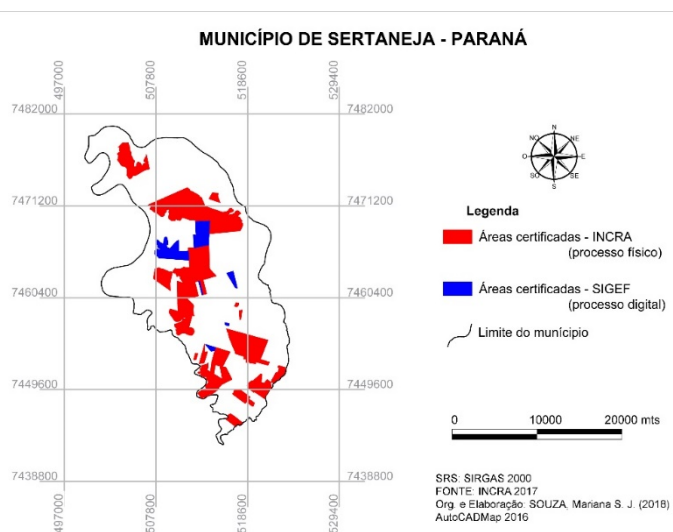 MUNICÍPIO DE SERTANEJA - PARANÁ
497000
507800
518600
529400
7482000
7482000
N
NO
NE
O
E
SO
SE
S
7471200
7471200
Legenda
Áreas certificadas - INCRA
(processo físico)
Áreas certificadas - SIGEF
(processo digital)
7460400
7460400
Limite do munícipio
7449600
7449600
0
10000
20000 mts
7438800
7438800
SRS: SIRGAS 2000
FONTE: INCRA 2017
Org. e Elaboração: SOUZA, Mariana S. J. (2018)
AutoCADMap 2016
497000
507800
518600
529400